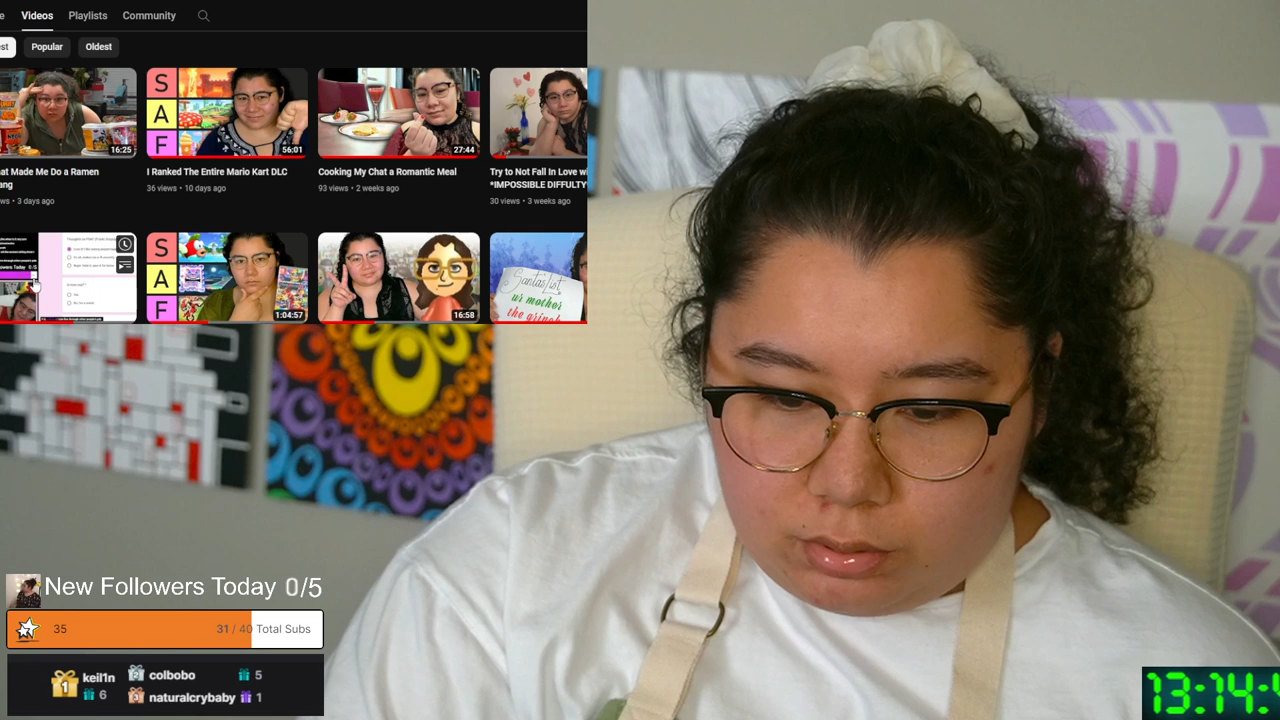 Videos Playlists Community
Popular Oldest
16:25
S
A
F
56:01
27:44
Made Me Do a Ramen
I Ranked The Entire Mario Kart DLC
Cooking My Chat a Romantic Meal
Try to Not Fall In Love
36 views • 10 days ago
93 views • 2 weeks ago
*IMPOSSIBLE DIFFULTY
3 days ago
30 views • 3 weeks ago
S
A
F
1:04:57
16:58
Santas List
ur mother
the grinch
New Followers Today 0/5
35
31 / 40 Total Subs
1
keil1n
6
colbobo
5
naturalcrybaby
1
13:14: